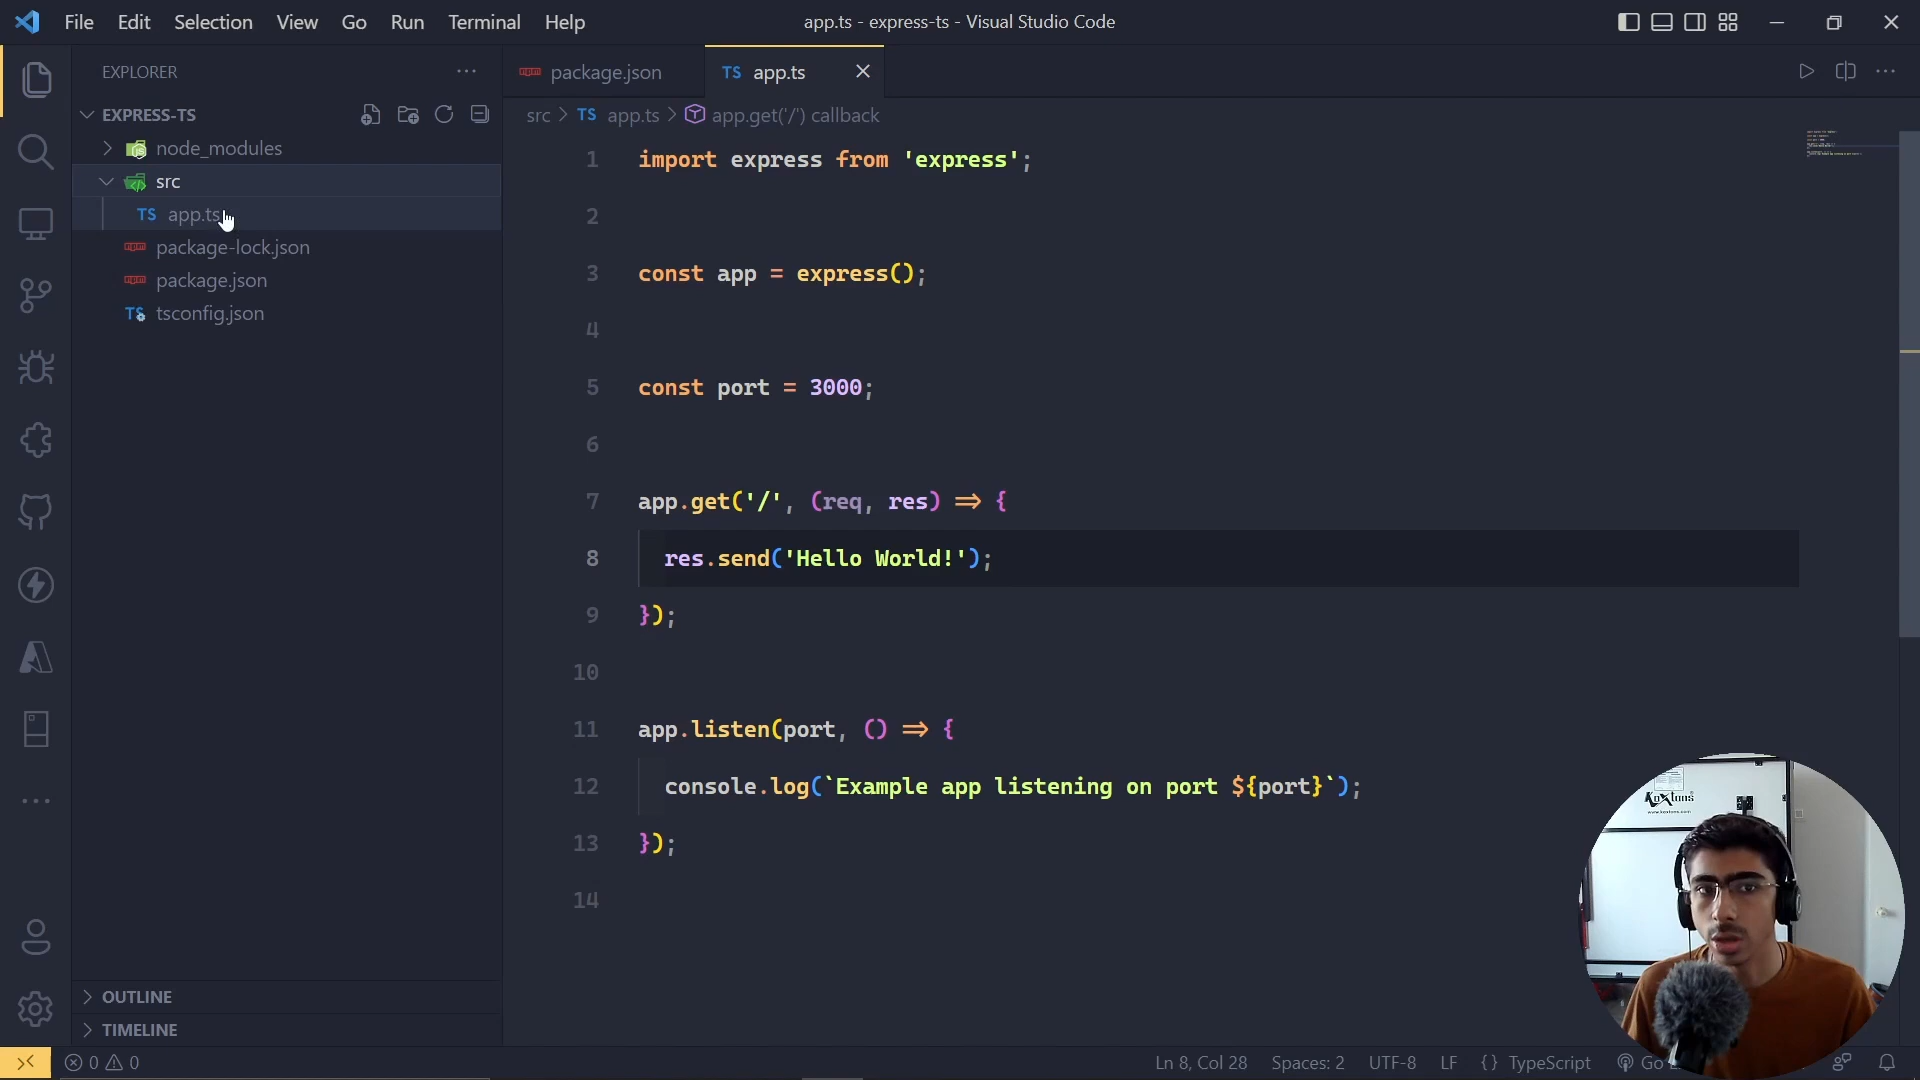 File Edit Selection View Go Run Terminal Help
app.ts - express-ts - Visual Studio Code
EXPLORER
EXPRESS-TS
node_modules
src
TS app.ts
package-lock.json
package.json
TS tsconfig.json
OUTLINE
TIMELINE
package.json
TS app.ts
src > TS app.ts > app.get('/') callback
1 import express from 'express';
2
3 const app = express();
4
5 const port = 3000;
6
7 app.get('/', (req, res) => {
8 res.send('Hello World!');
9 });
10
11 app.listen(port, () => {
12 console.log(`Example app listening on port ${port}`);
13 });
14
Koxtons
www.koxtons.com
0 0
Ln 8, Col 28 Spaces: 2 UTF-8 LF {} TypeScript Go